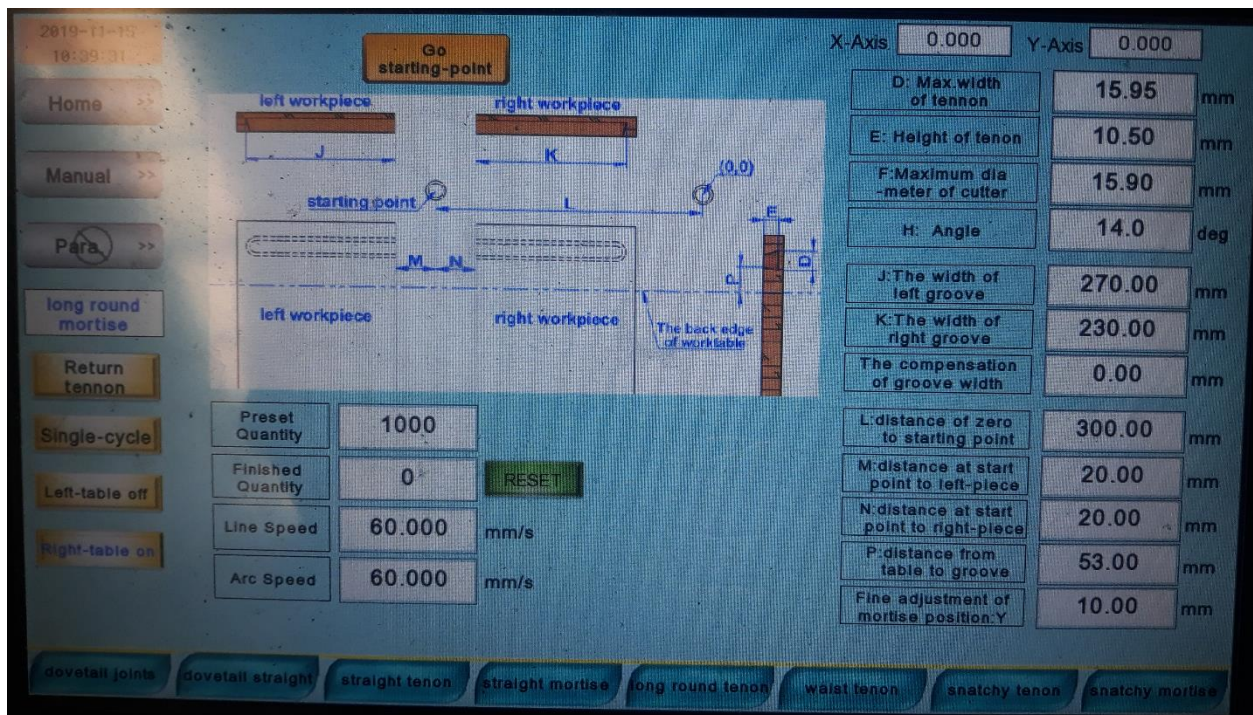 2019-11-15
10:39:31
Go
starting-point
X-Axis 0.000 Y-Axis 0.000
Home >>
Manual >>
Para. >>
long round
mortise
Return
tennon
Single-cycle
Left-table off
Right-table on
left workpiece
right workpiece
J
K
(0,0)
starting point
L
E
M N
P
D
left workpiece
right workpiece
The back edge
of worktable
D: Max.width
of tennon
15.95 mm
E: Height of tenon 10.50 mm
F:Maximum dia
-meter of cutter
15.90 mm
H: Angle 14.0 deg
J:The width of
left groove
270.00 mm
K:The width of
right groove
230.00 mm
The compensation
of groove width
0.00 mm
L:distance of zero
to starting point
300.00 mm
M:distance at start
point to left-piece
20.00 mm
N:distance at start
point to right-piece
20.00 mm
P:distance from
table to groove
53.00 mm
Fine adjustment of
mortise position:Y
10.00 mm
Preset
Quantity
1000
Finished
Quantity
0 RESET
Line Speed 60.000 mm/s
Arc Speed 60.000 mm/s
dovetail joints dovetail straight straight tenon straight mortise long round tenon waist tenon snatchy tenon snatchy mortise